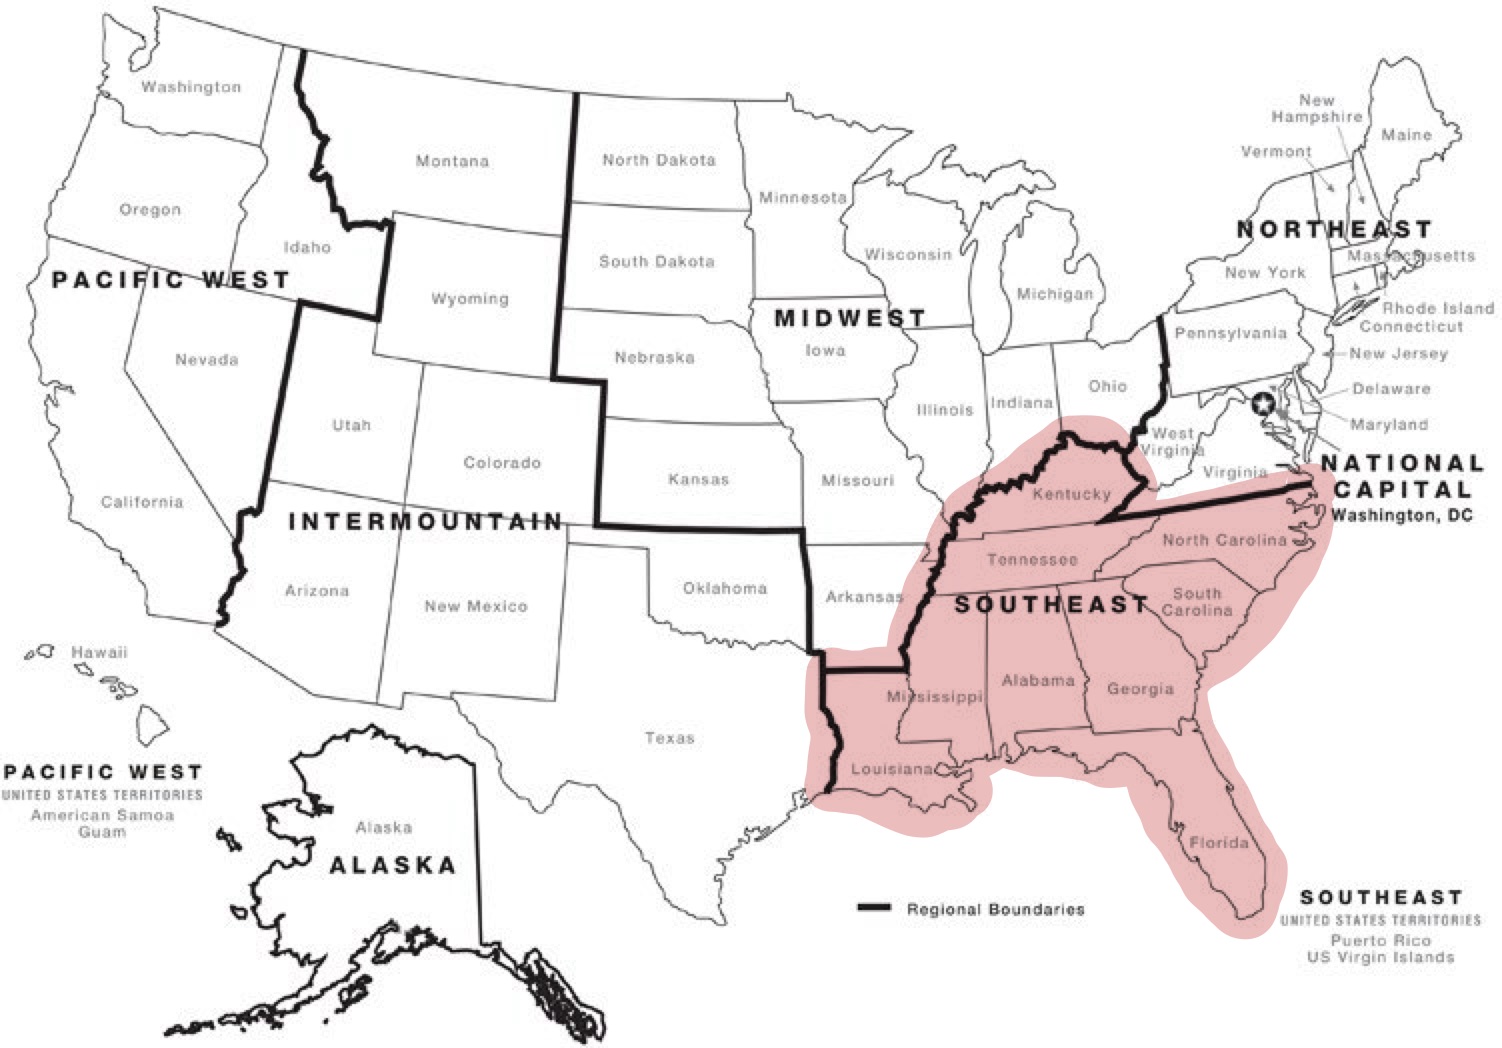 Washington
Oregon
Idaho
Montana
PACIFIC WEST
Nevada
California
Wyoming
Utah
Colorado
INTERMOUNTAIN
Arizona
New Mexico
North Dakota
South Dakota
Nebraska
Kansas
Oklahoma
Texas
Minnesota
Wisconsin
MIDWEST
Iowa
Michigan
Illinois
Indiana
Ohio
Missouri
Arkansas
New
Hampshire
Vermont
Maine
NORTHEAST
Massachusetts
New York
Rhode Island
Connecticut
Pennsylvania
New Jersey
Delaware
Maryland
West
Virginia
Virginia
NATIONAL
CAPITAL
Washington, DC
Kentucky
Tennessee
North Carolina
SOUTHEAST
South
Carolina
Mississippi
Alabama
Georgia
Louisiana
Florida
Hawaii
PACIFIC WEST
UNITED STATES TERRITORIES
American Samoa
Guam
Alaska
ALASKA
Regional Boundaries
SOUTHEAST
UNITED STATES TERRITORIES
Puerto Rico
US Virgin Islands